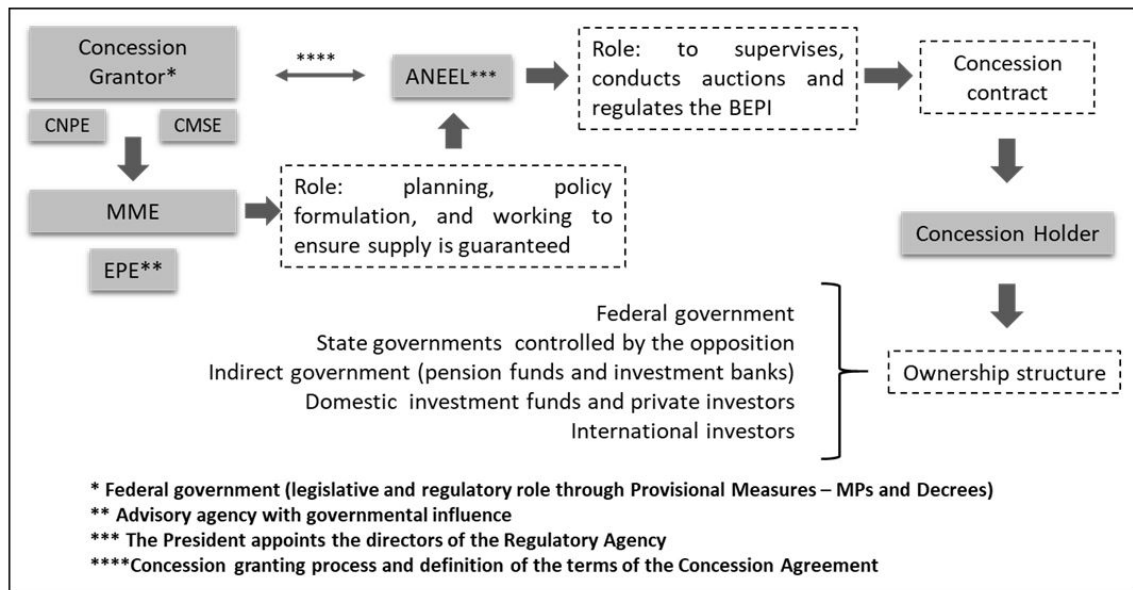 Concession
Grantor*
CNPE
CMSE
MME
EPE**
****
ANEEL***
Role: planning, policy
formulation, and working to
ensure supply is guaranteed
Role: to supervises,
conducts auctions and
regulates the BEPI
Concession
contract
Concession Holder
Ownership structure
Federal government
State governments controlled by the opposition
Indirect government (pension funds and investment banks)
Domestic investment funds and private investors
International investors
* Federal government (legislative and regulatory role through Provisional Measures – MPs and Decrees)
** Advisory agency with governmental influence
*** The President appoints the directors of the Regulatory Agency
****Concession granting process and definition of the terms of the Concession Agreement